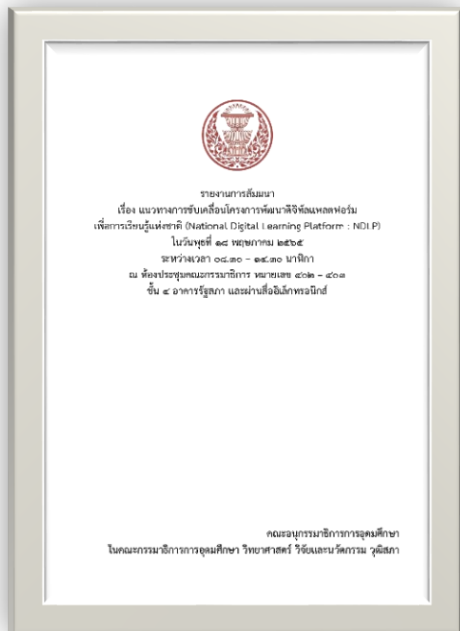 รายงานการสัมมนา
เรื่อง แนวทางการขับเคลื่อนโครงการพัฒนาดิจิทัลแพลตฟอร์ม
เพื่อการเรียนรู้แห่งชาติ (National Digital Learning Platform : NDLP)
ในวันพุธที่ ๑๘ พฤษภาคม ๒๕๖๕
ระหว่างเวลา ๐๘.๓๐ - ๑๔.๓๐ นาฬิกา
ณ ห้องประชุมคณะกรรมาธิการ หมายเลข ๔๐๒ - ๔๐๓
ชั้น ๔ อาคารรัฐสภา และผ่านสื่ออิเล็กทรอนิกส์
คณะอนุกรรมาธิการการอุดมศึกษา
ในคณะกรรมาธิการการอุดมศึกษา วิทยาศาสตร์ วิจัยและนวัตกรรม วุฒิสภา